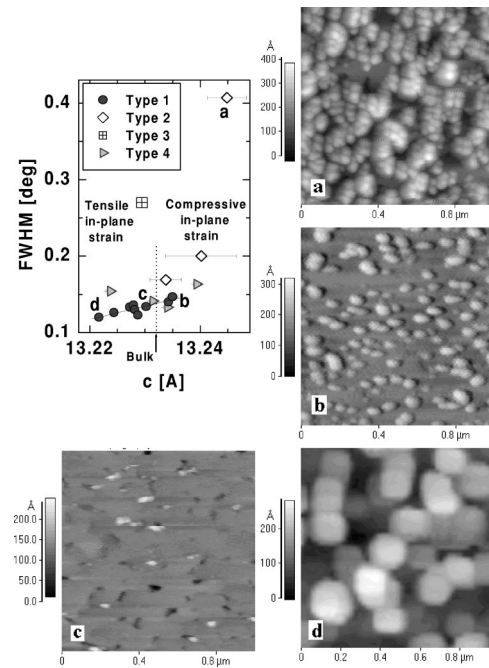 Type 1
Type 2
Type 3
Type 4
a
Tensile
in-plane
strain
Compressive
in-plane
strain
d
c
b
0.4
0.3
0.2
0.1
FWHM [deg]
13.22
13.24
Bulk
c [A]
Å
400
300
200
100
0
a
0
0.4
0.8 µm
Å
300
200
100
0
b
0
0.4
0.8 µm
Å
200.0
150.0
100.0
50.0
0.0
c
0
0.4
0.8 µm
Å
200
100
0
d
0
0.2
0.4
0.6
0.8 µm